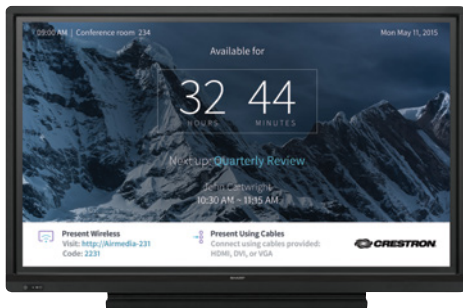 09:00 AM | Conference room 234
Mon May 11, 2015
Available for
32 44
HOURS MINUTES
Next up: Quarterly Review
John Cartwright
10:30 AM ~ 11:15 AM
Present Wireless
Visit: http://Airmedia-231
Code: 2231
Present Using Cables
Connect using cables provided:
HDMI, DVI, or VGA
CRESTRON
SHARP